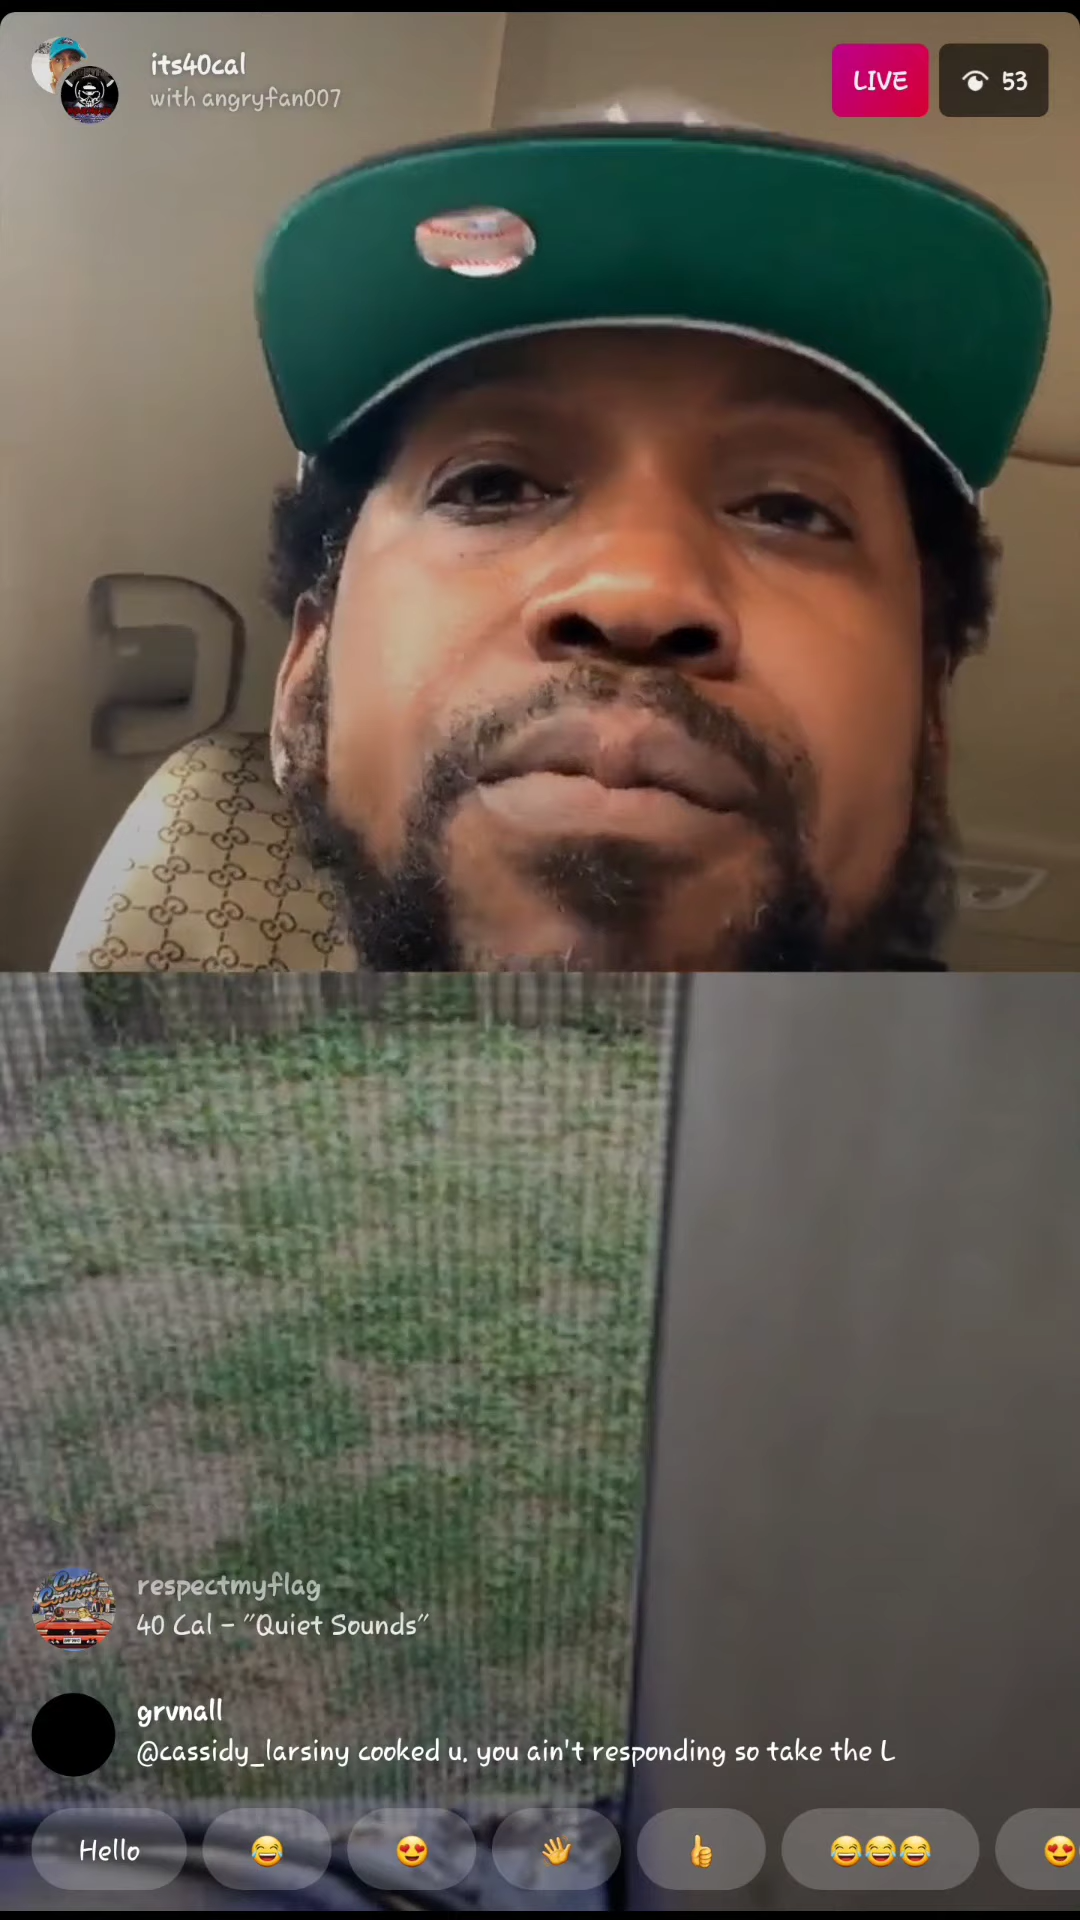 its40cal
with angryfan007
LIVE
53
respectmyflag
40 Cal - "Quiet Sounds"
grvnall
@cassidy_larsiny cooked u. you ain't responding so take the L
Hello